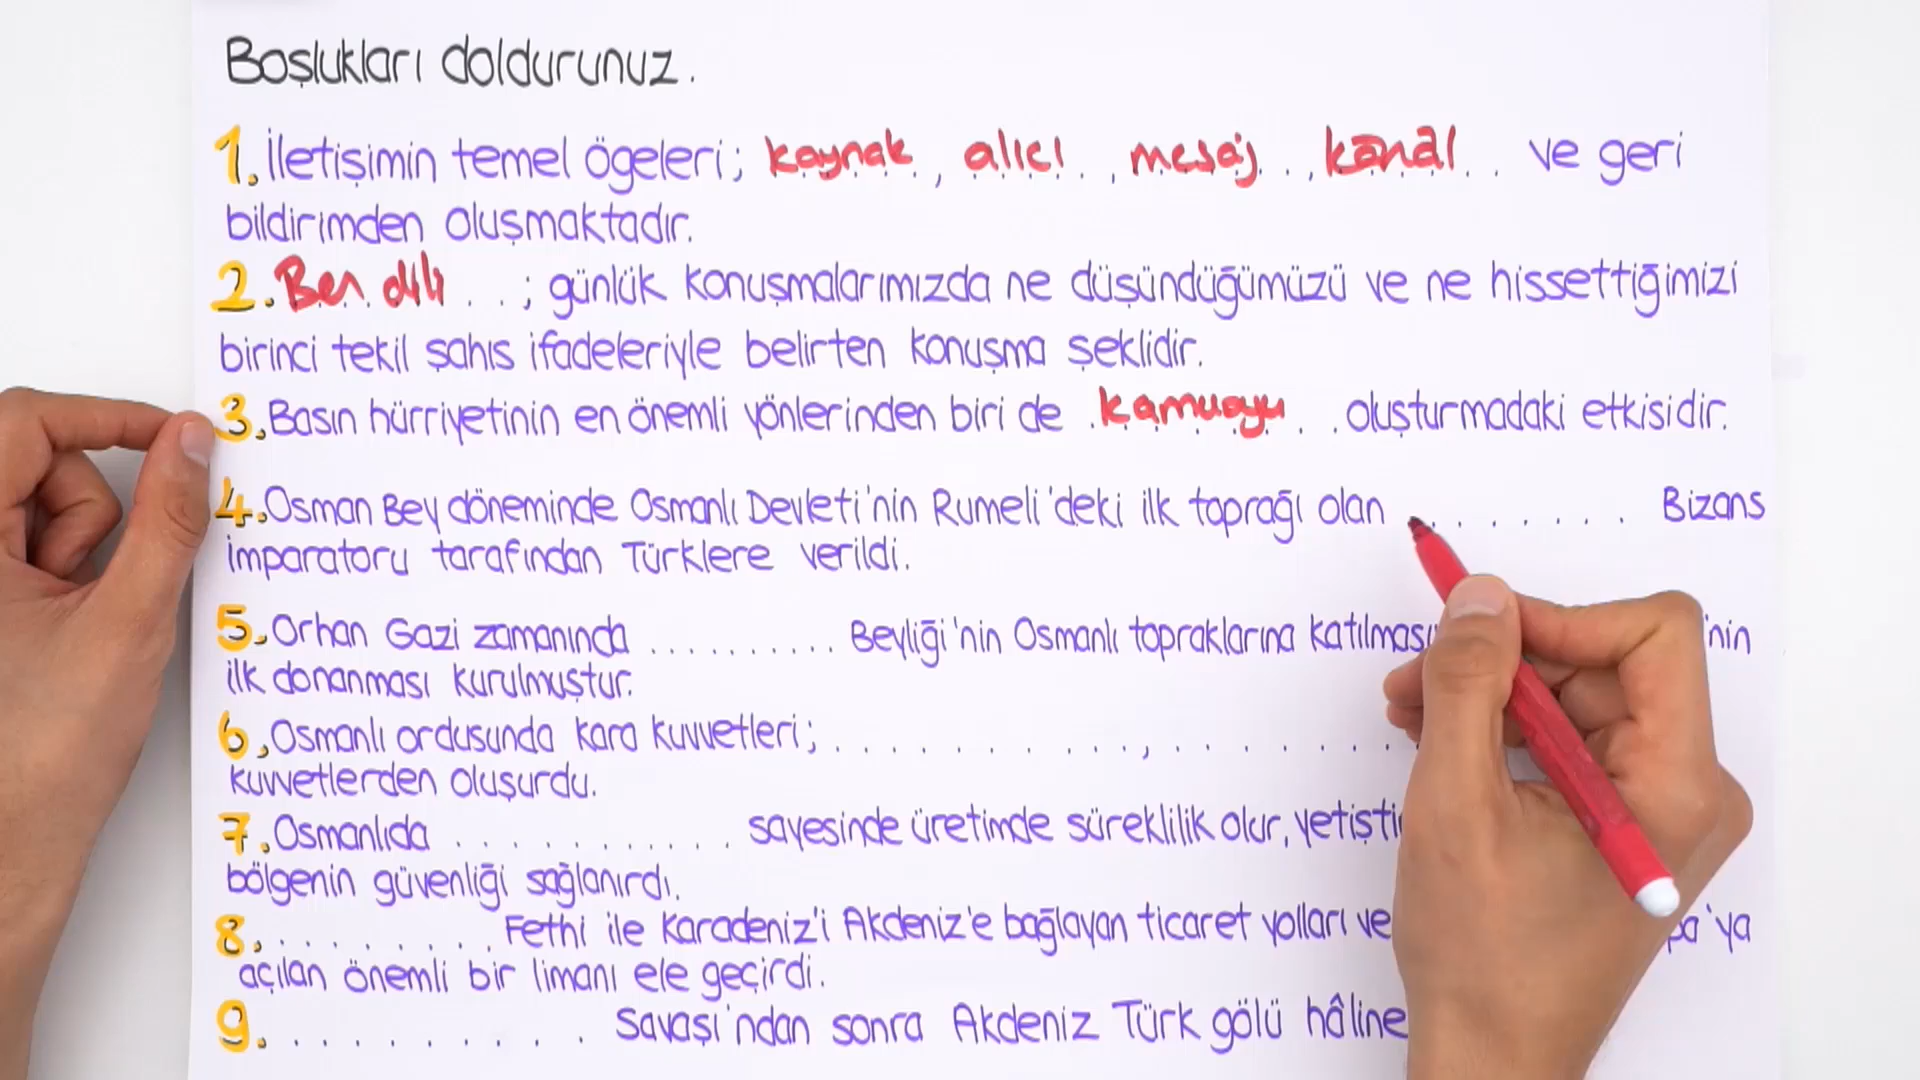 Boşlukları doldurunuz.
1. İletişimin temel ögeleri; kaynak, alıcı . . , mesaj . . , kanal . . ve geri
bildirimden oluşmaktadır.
2. Ben dili . . ; günlük konuşmalarımızda ne düşündüğümüzü ve ne hissettiğimizi
birinci tekil şahıs ifadeleriyle belirten konuşma şeklidir.
3. Basın hürriyetinin en önemli yönlerinden biri de . kamuoyu . . oluşturmadaki etkisidir.
4. Osman Bey döneminde Osmanlı Devleti'nin Rumeli'deki ilk toprağı olan . . . . . . . . Bizans
imparatoru tarafından Türklere verildi.
5. Orhan Gazi zamanında . . . . . . . . . . Beyliği'nin Osmanlı topraklarına katılması 'nin
ilk donanması kurulmuştur.
6. Osmanlı ordusunda kara kuvvetleri; . . . . . . . . . . , . . . . . . . .
kuvvetlerden oluşurdu.
7. Osmanlıda . . . . . . . . . . . sayesinde üretimde süreklilik olur,
bölgenin güvenliği sağlanırdı.
8. . . . . . . . . Fethi ile Karadeniz'i Akdeniz'e bağlayan ticaret yolları ve pa'ya
açılan önemli bir limanı ele geçirdi.
9. . . . . . . . . . . Savaşı'ndan sonra Akdeniz Türk gölü hâline